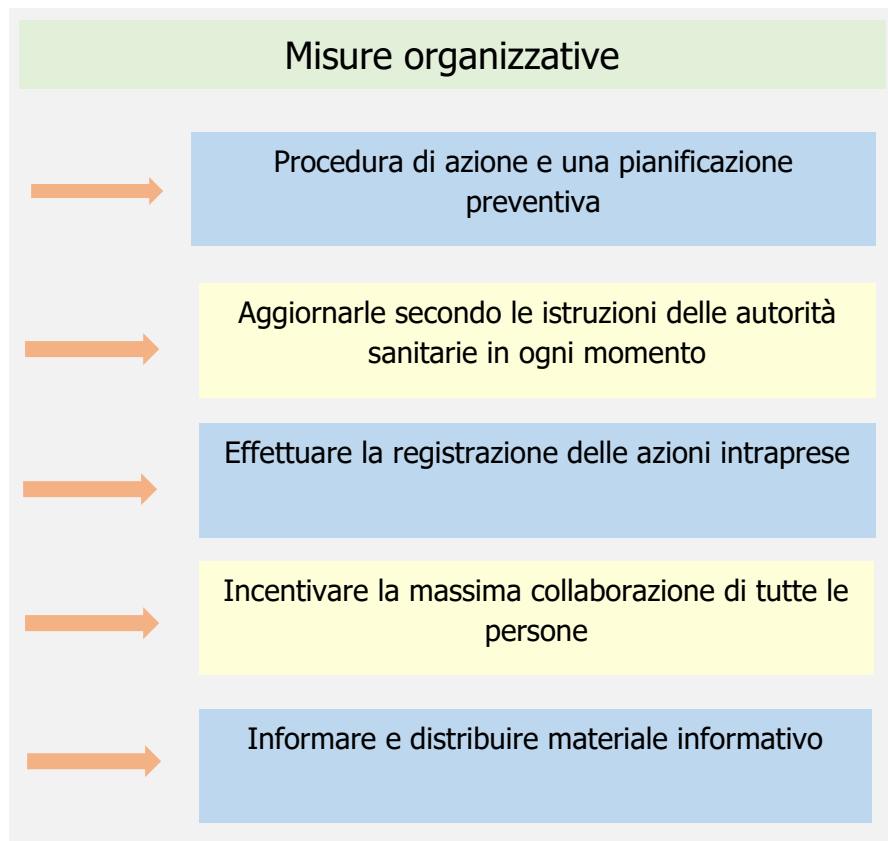 Misure organizzative
Procedura di azione e una pianificazione
preventiva
Aggiornarle secondo le istruzioni delle autorità
sanitarie in ogni momento
Effettuare la registrazione delle azioni intraprese
Incentivare la massima collaborazione di tutte le
persone
Informare e distribuire materiale informativo